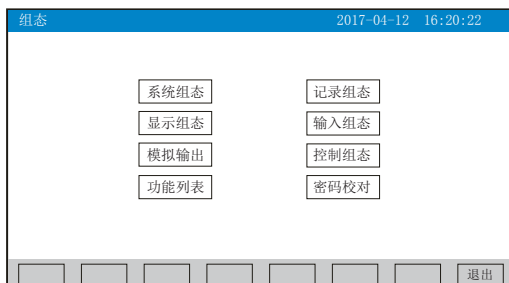 组态 2017-04-12 16:20:22
系统组态 记录组态
显示组态 输入组态
模拟输出 控制组态
功能列表 密码校对
退出